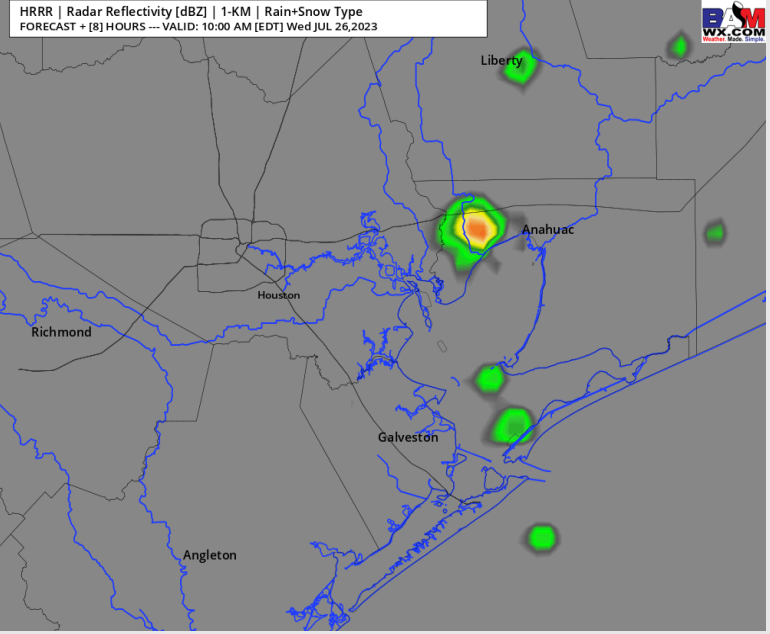 HRRR | Radar Reflectivity [dBZ] | 1-KM | Rain+Snow Type
FORECAST + [8] HOURS --- VALID: 10:00 AM [EDT] Wed JUL 26,2023
BAM
WX.COM
Weather. Made. Simple.
Liberty
Anahuac
Houston
Richmond
Galveston
Angleton